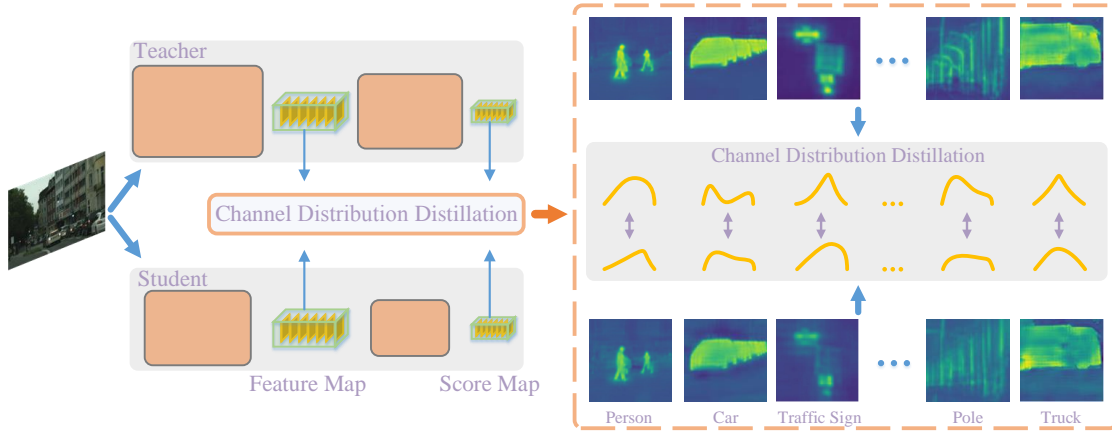 Teacher
Channel Distribution Distillation
Student
Feature Map
Score Map
Channel Distribution Distillation
Person
Car
Traffic Sign
Pole
Truck